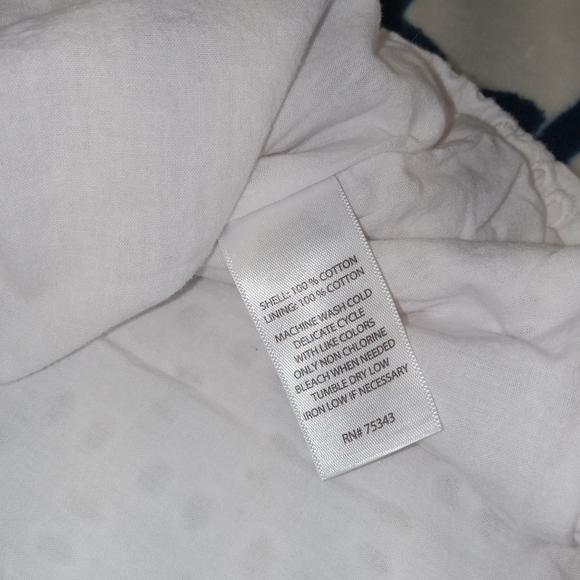 SHELL: 100 % COTTON
LINING: 100 % COTTON
MACHINE WASH COLD
DELICATE CYCLE
WITH LIKE COLORS
ONLY NON CHLORINE
BLEACH WHEN NEEDED
TUMBLE DRY LOW
IRON LOW IF NECESSARY
RN# 75343